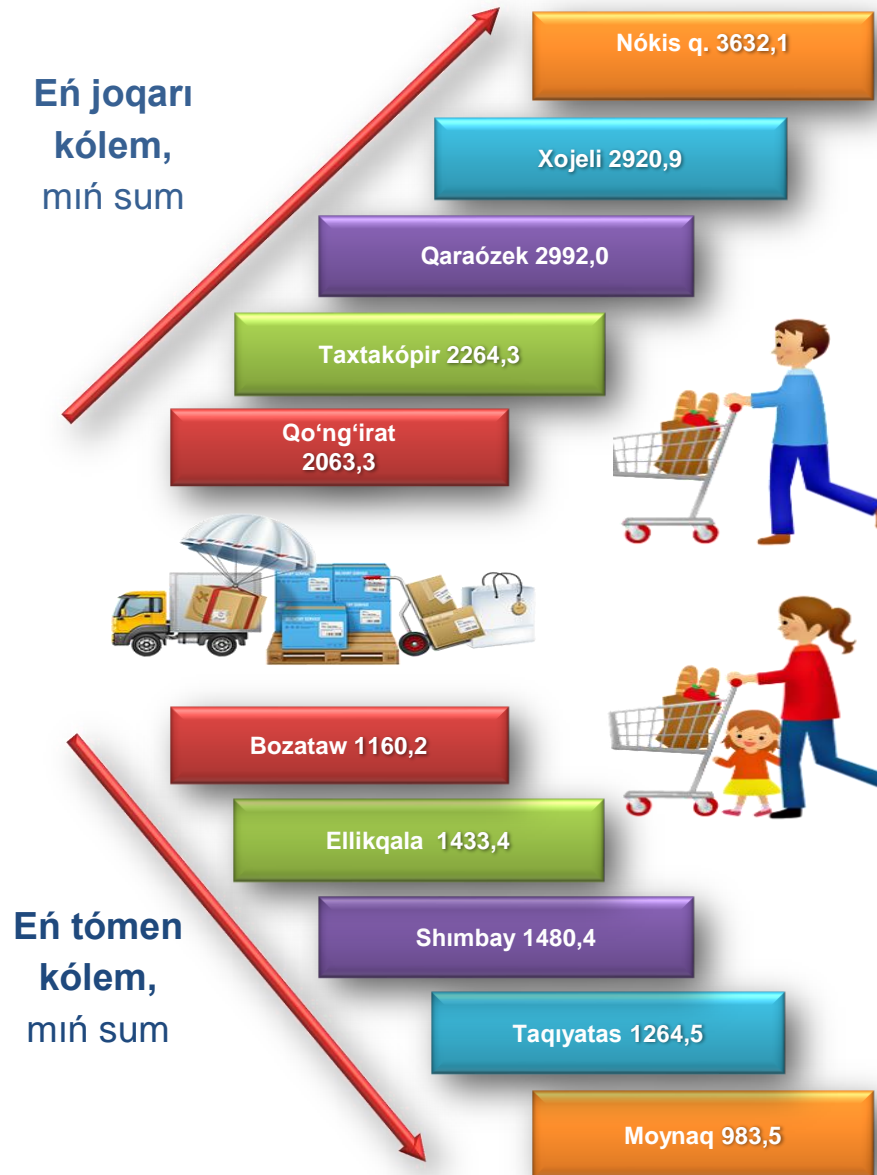 Nókis q. 3632,1
Eń joqarı
kólem,
mıń sum
Xojeli 2920,9
Qaraózek 2992,0
Taxtakópir 2264,3
Qo‘ng‘irat
2063,3
Bozataw 1160,2
Ellikqala 1433,4
Eń tómen
kólem,
mıń sum
Shımbay 1480,4
Taqıyatas 1264,5
Moynaq 983,5